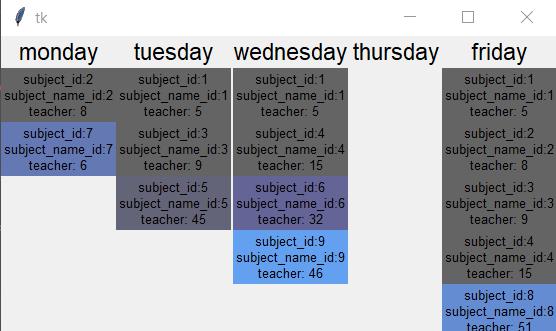 tk
monday tuesday wednesday thursday friday
subject_id:2 subject_id:1 subject_id:1 subject_id:1
subject_name_id:2 subject_name_id:1 subject_name_id:1 subject_name_id:1
teacher: 8 teacher: 5 teacher: 5 teacher: 5
subject_id:7 subject_id:3 subject_id:4 subject_id:2
subject_name_id:7 subject_name_id:3 subject_name_id:4 subject_name_id:2
teacher: 6 teacher: 9 teacher: 15 teacher: 8
subject_id:5 subject_id:6 subject_id:3
subject_name_id:5 subject_name_id:6 subject_name_id:3
teacher: 45 teacher: 32 teacher: 9
subject_id:9 subject_id:4
subject_name_id:9 subject_name_id:4
teacher: 46 teacher: 15
subject_id:8
subject_name_id:8
teacher: 51